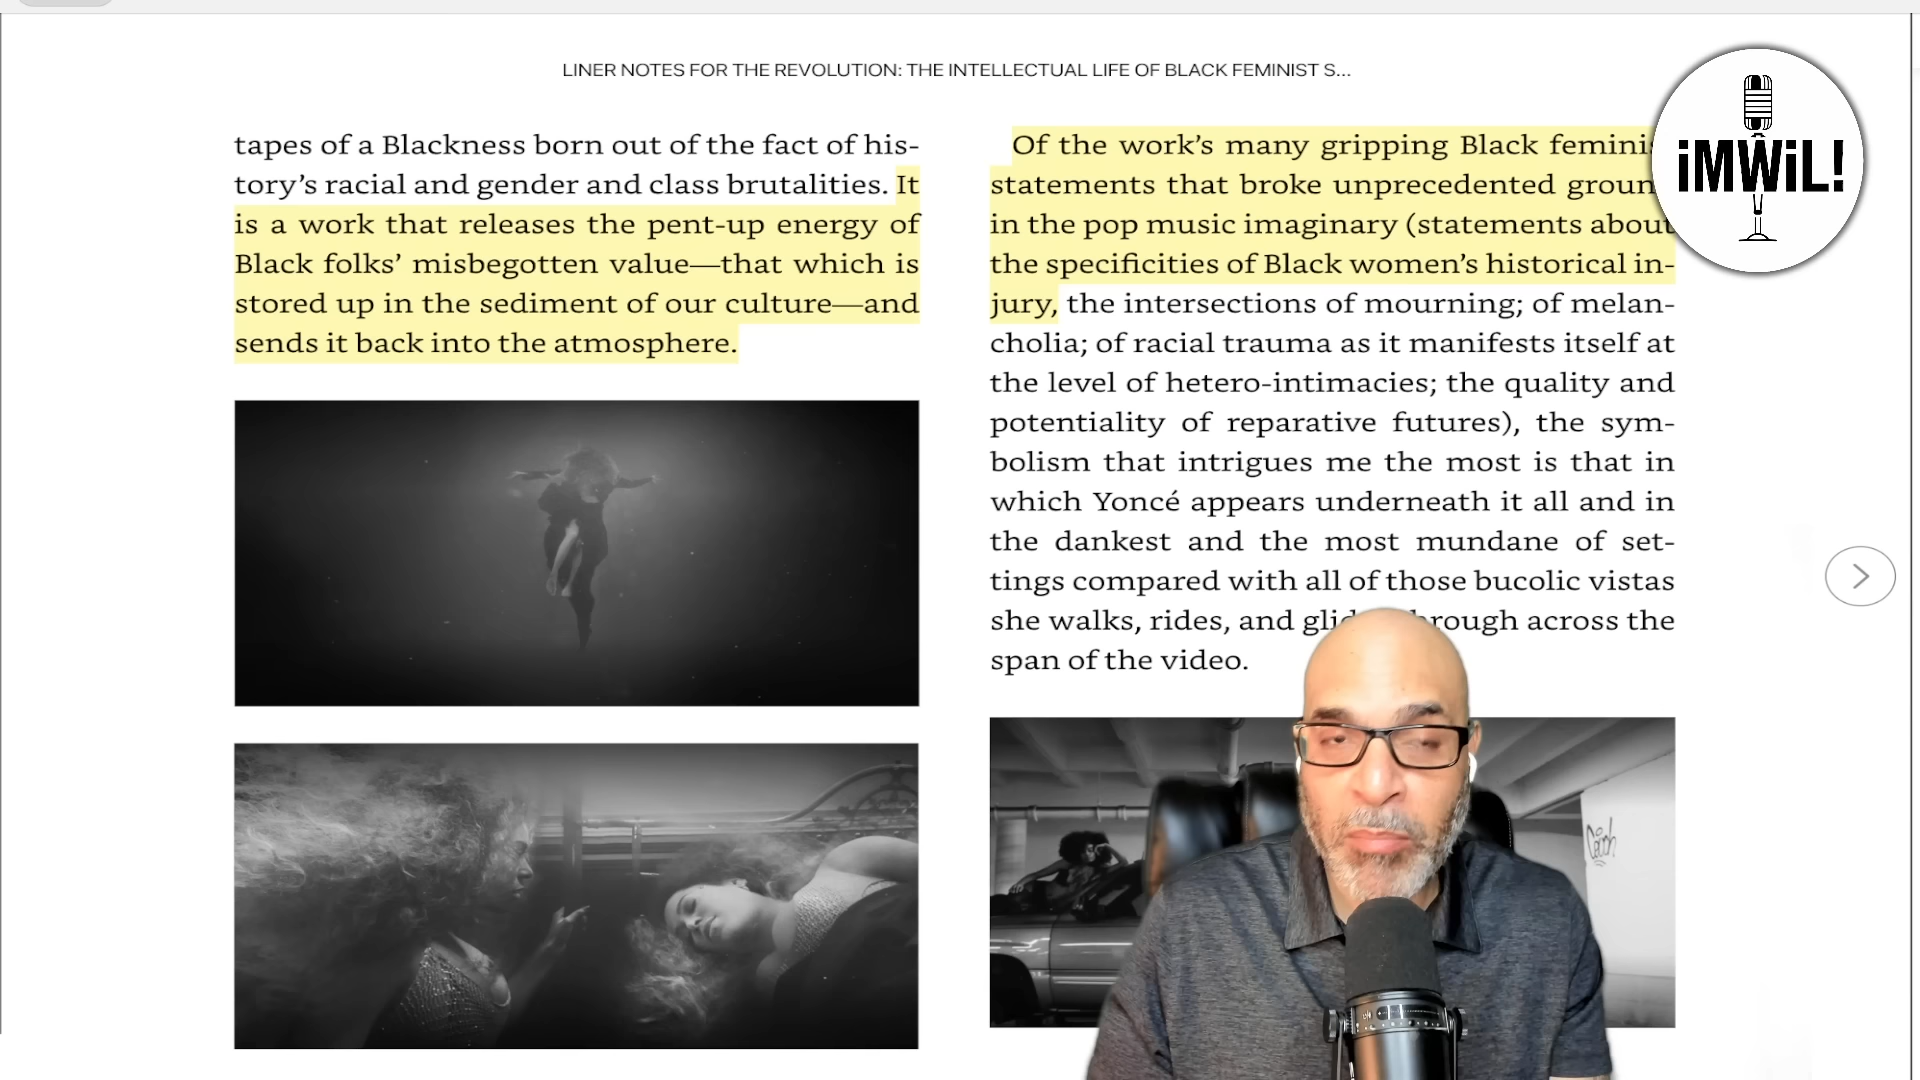 LINER NOTES FOR THE REVOLUTION: THE INTELLECTUAL LIFE OF BLACK FEMINIST S...
tapes of a Blackness born out of the fact of his-
tory’s racial and gender and class brutalities. It
is a work that releases the pent-up energy of
Black folks’ misbegotten value—that which is
stored up in the sediment of our culture—and
sends it back into the atmosphere.
Of the work’s many gripping Black
statements that broke unprecedented
in the pop music imaginary (statements about
the specificities of Black women’s historical in-
jury, the intersections of mourning; of melan-
cholia; of racial trauma as it manifests itself at
the level of hetero-intimacies; the quality and
potentiality of reparative futures), the sym-
bolism that intrigues me the most is that in
which Yoncé appears underneath it all and in
the dankest and the most mundane of set-
tings compared with all of those bucolic vistas
she walks, rides, and through across the
span of the video.
iMWiL!